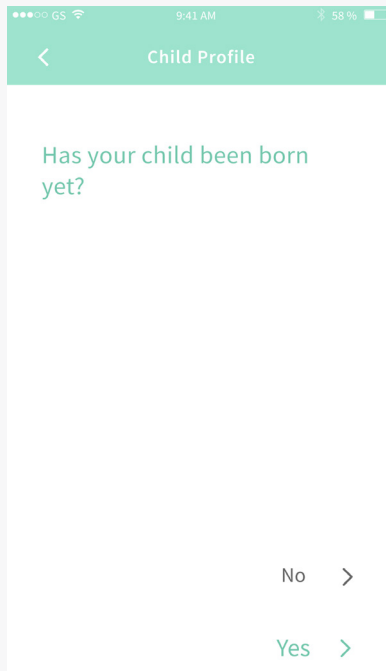 GS 9:41 AM 58 %
Child Profile
Has your child been born
yet?
No
Yes